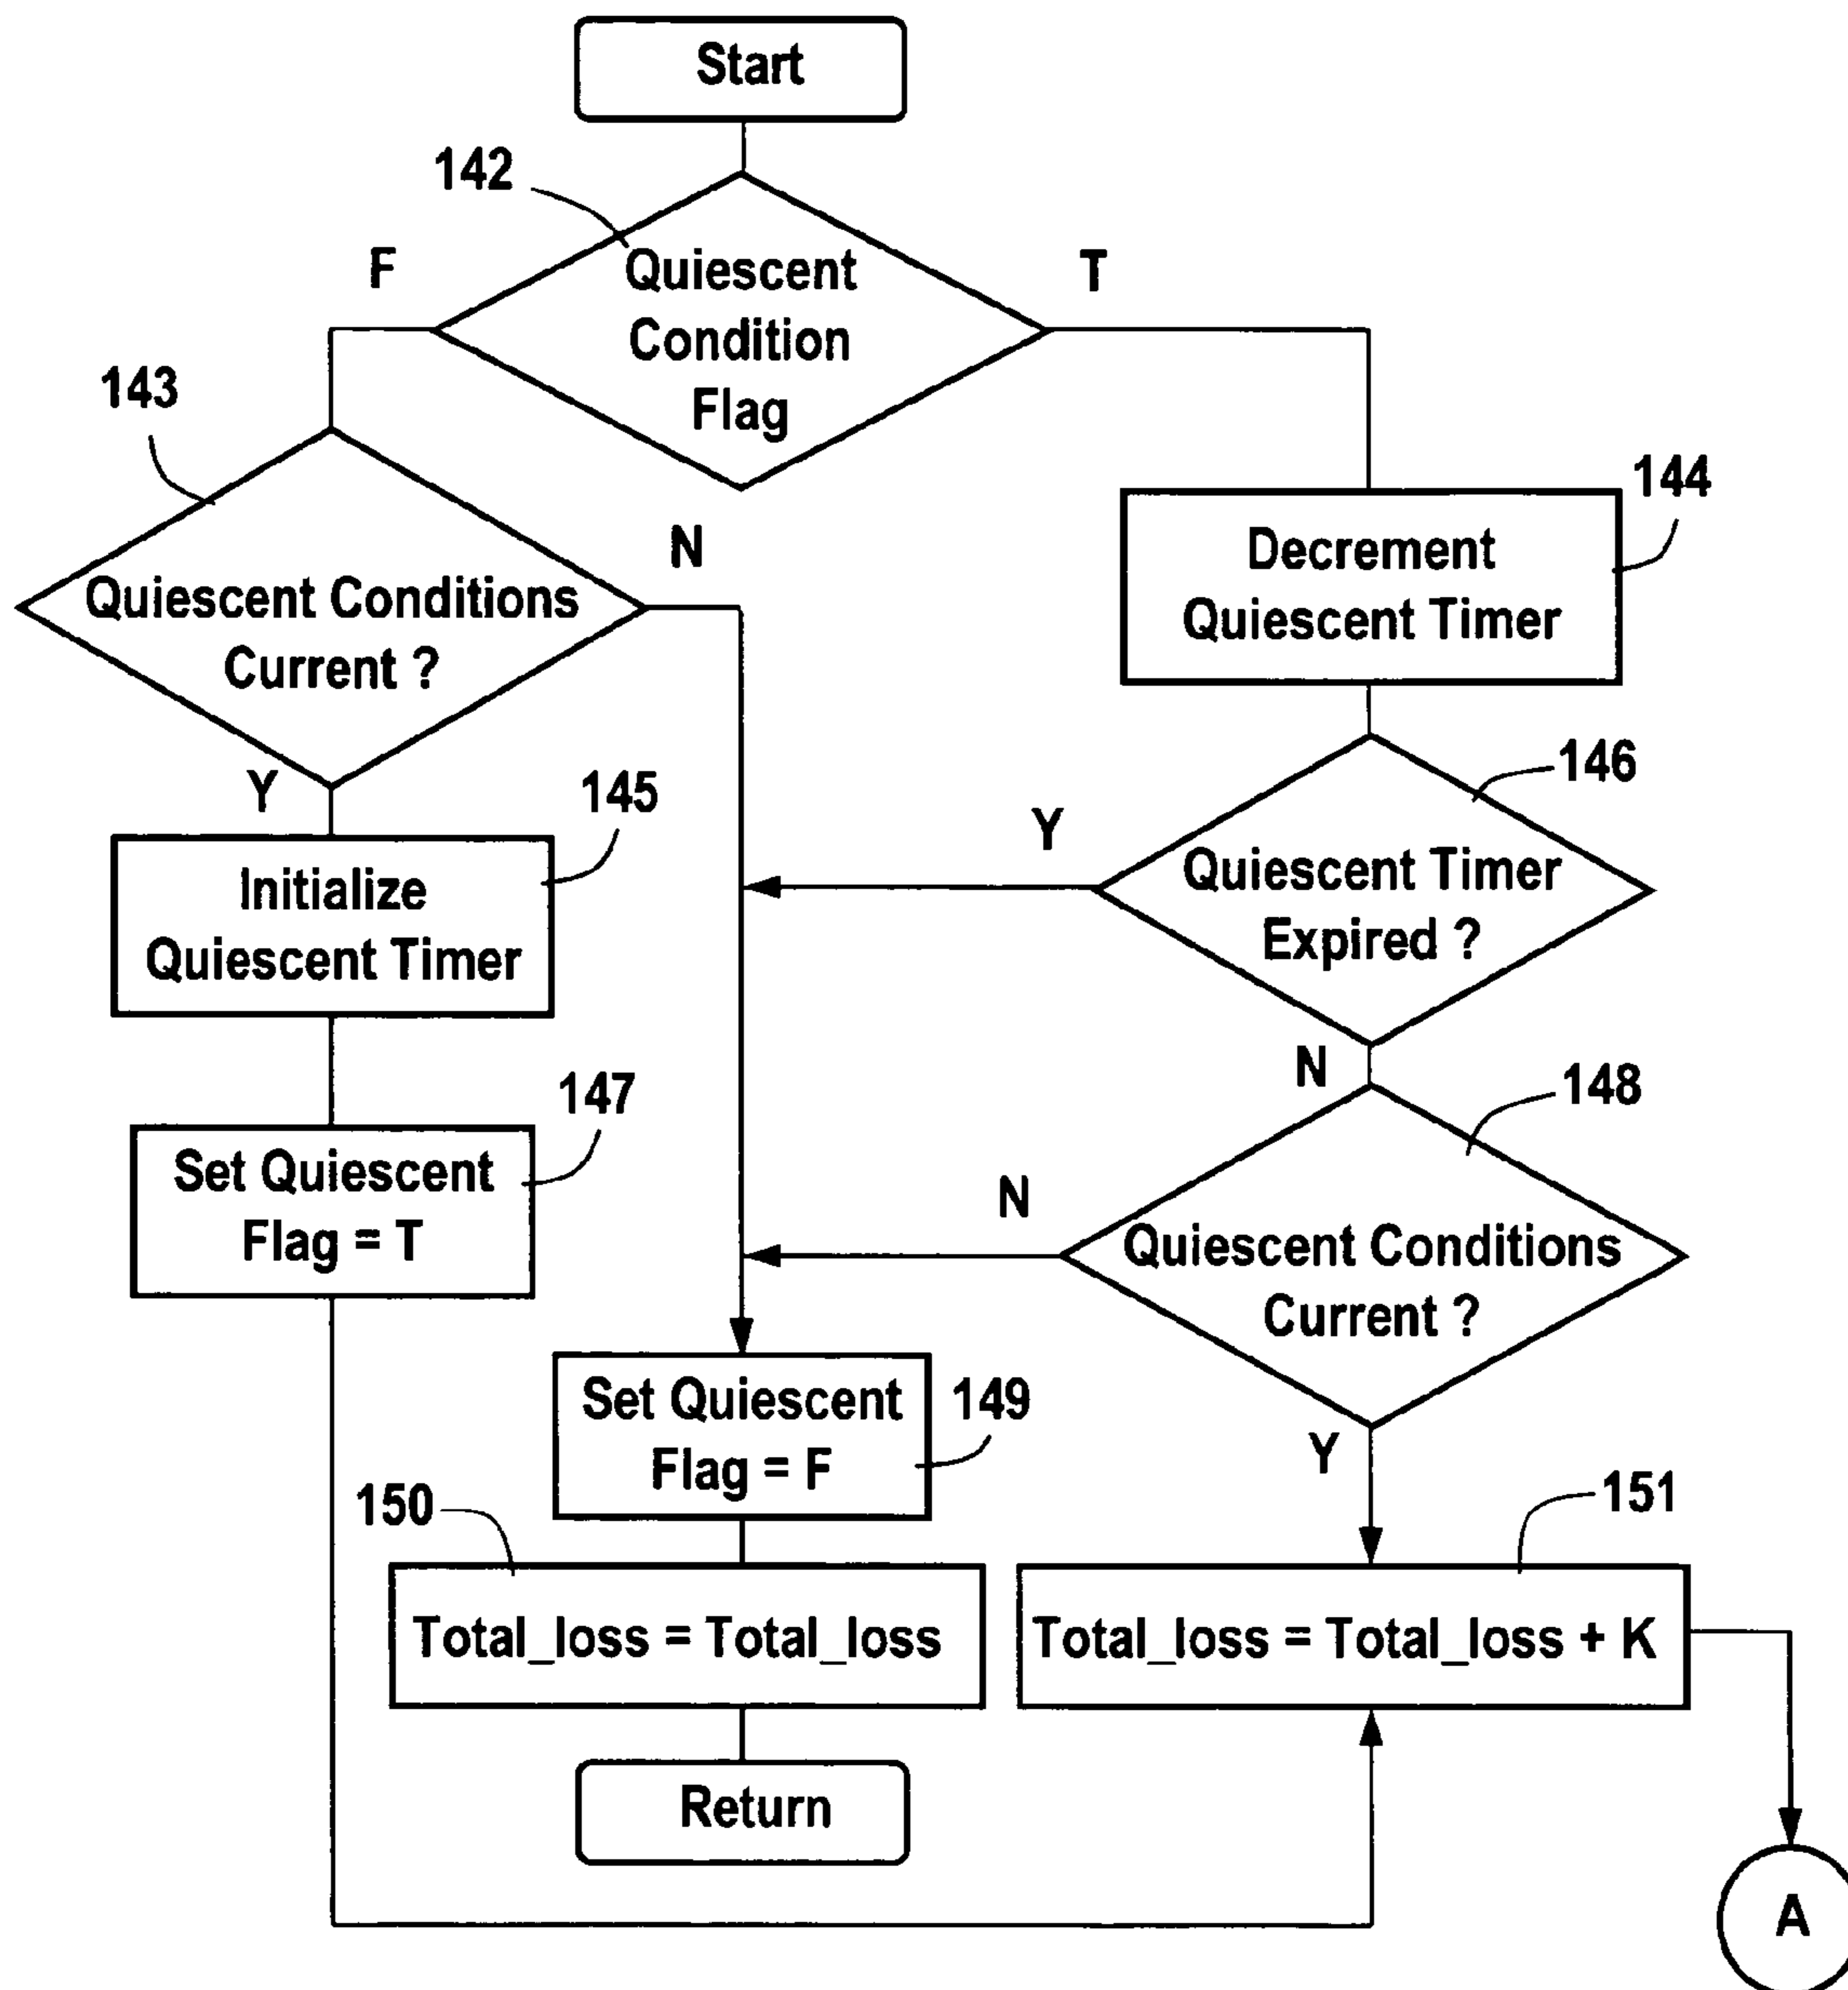 Start
142
F
Quiescent
Condition
Flag
T
143
Quiescent Conditions
Current ?
N
Y
144
Decrement
Quiescent Timer
145
Initialize
Quiescent Timer
146
Quiescent Timer
Expired ?
Y
N
147
Set Quiescent
Flag = T
148
Quiescent Conditions
Current ?
N
Y
149
Set Quiescent
Flag = F
150
Total_loss = Total_loss
151
Total_loss = Total_loss + K
Return
A